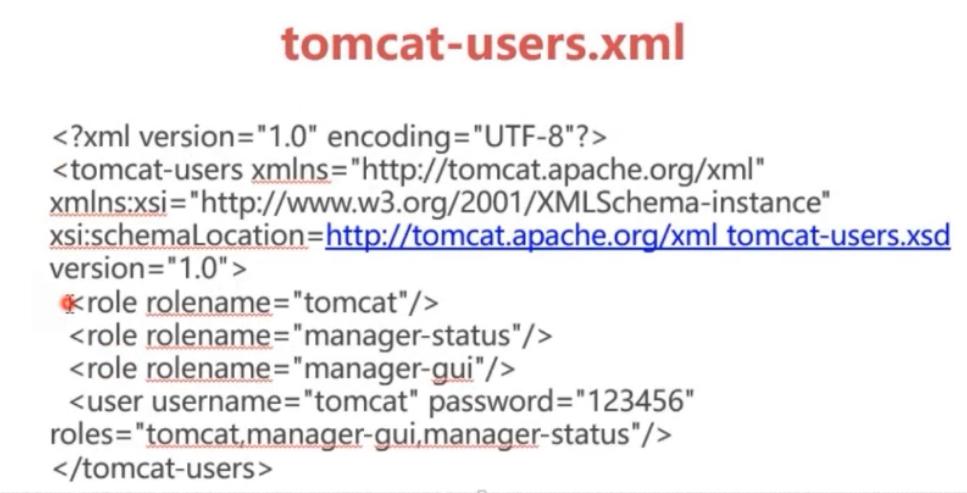 tomcat-users.xml
<?xml version="1.0" encoding="UTF-8"?>
<tomcat-users xmlns="http://tomcat.apache.org/xml"
xmlns:xsi="http://www.w3.org/2001/XMLSchema-instance"
xsi:schemaLocation=http://tomcat.apache.org/xml tomcat-users.xsd
version="1.0">
<role rolename="tomcat"/>
<role rolename="manager-status"/>
<role rolename="manager-gui"/>
<user username="tomcat" password="123456"
roles="tomcat,manager-gui,manager-status"/>
</tomcat-users>